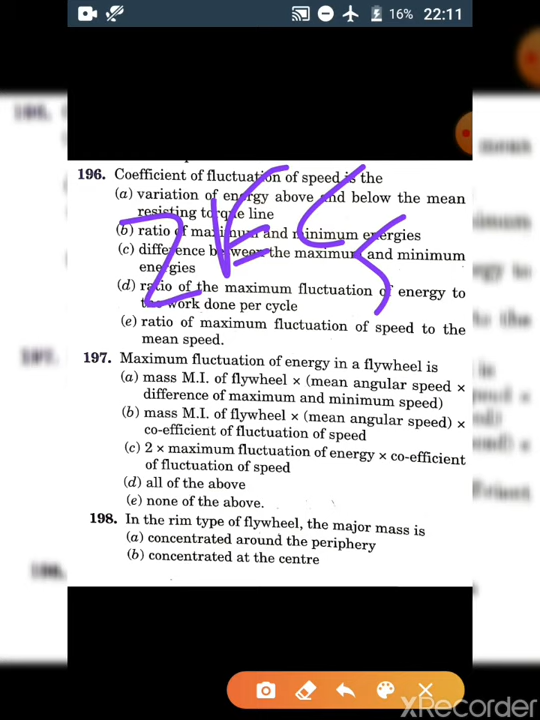 16% 22:11
196. Coefficient of fluctuation of speed is the
(a) variation of energy above and below the mean
resisting torque line
(b) ratio of maximum and minimum energies
(c) difference between the maximum and minimum
energies
(d) ratio of the maximum fluctuation of energy to
the work done per cycle
(e) ratio of maximum fluctuation of speed to the
mean speed.
197. Maximum fluctuation of energy in a flywheel is
(a) mass M.I. of flywheel × (mean angular speed ×
difference of maximum and minimum speed)
(b) mass M.I. of flywheel × (mean angular speed) ×
co-efficient of fluctuation of speed
(c) 2 × maximum fluctuation of energy × co-efficient
of fluctuation of speed
(d) all of the above
(e) none of the above.
198. In the rim type of flywheel, the major mass is
(a) concentrated around the periphery
(b) concentrated at the centre
2ECS
XRecorder